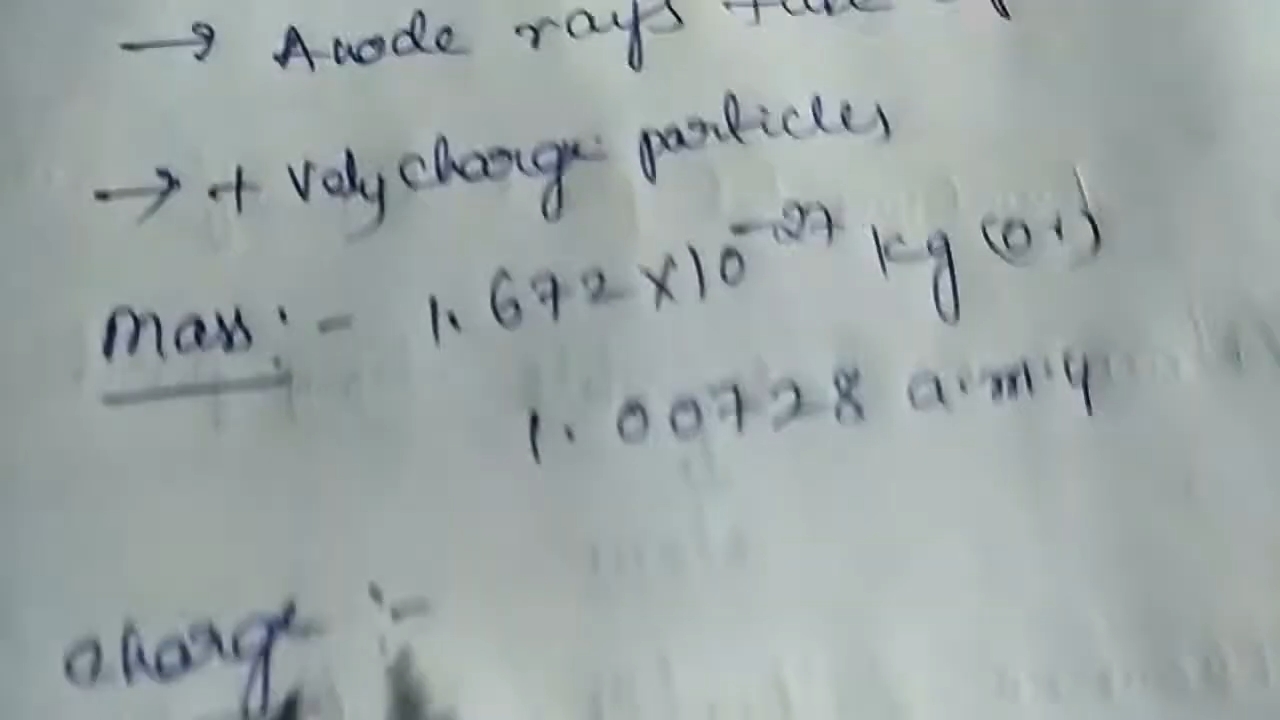 → Anode rays
→ + Vely charge particles
Mass :- 1.672 x 10⁻²⁷ kg (or)
1.00728 a.m.u
charge :-